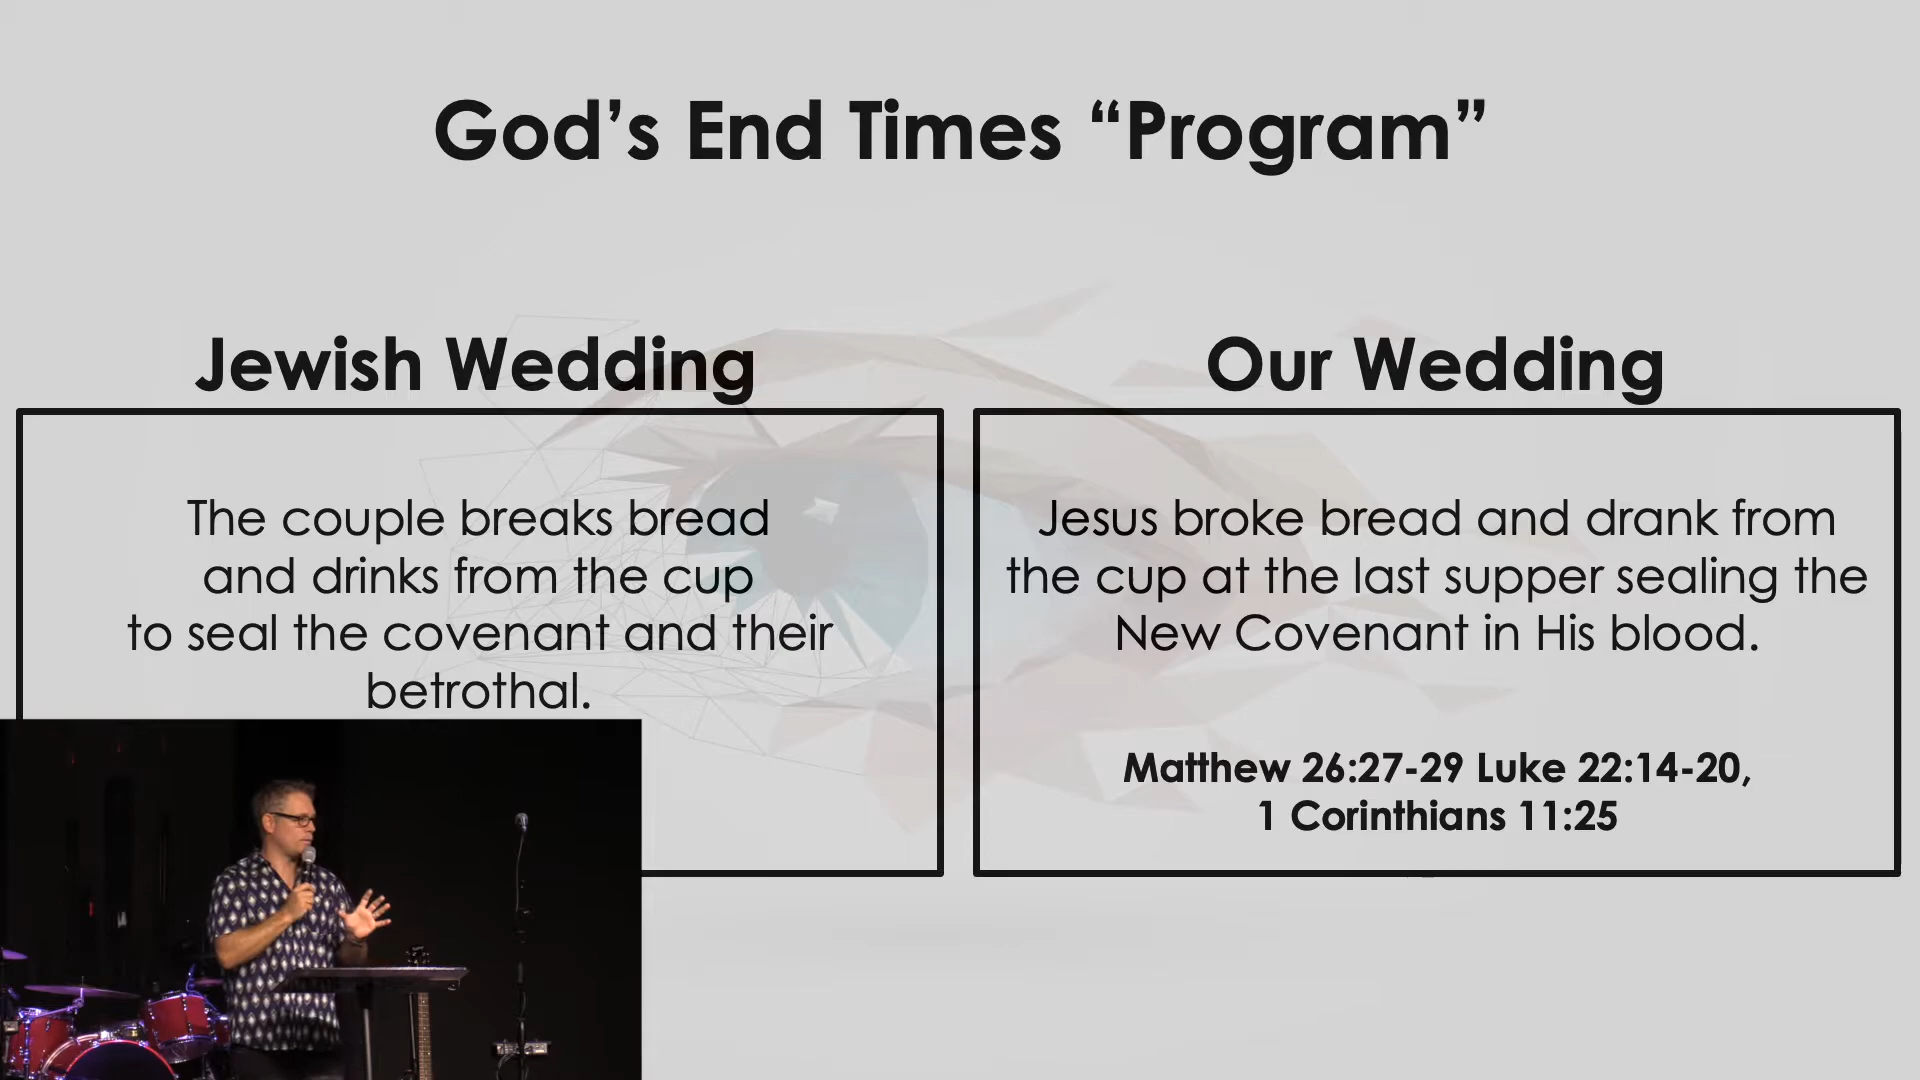 God’s End Times “Program”
Jewish Wedding
The couple breaks bread
and drinks from the cup
to seal the covenant and their
betrothal.
Our Wedding
Jesus broke bread and drank from
the cup at the last supper sealing the
New Covenant in His blood.
Matthew 26:27-29 Luke 22:14-20,
1 Corinthians 11:25